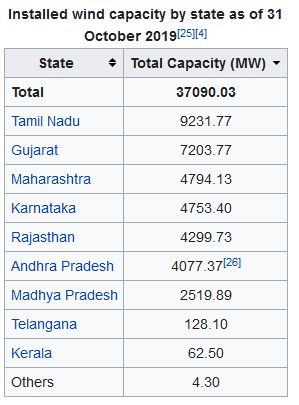 Installed wind capacity by state as of 31
October 2019[25][4]
State Total Capacity (MW)
Total 37090.03
Tamil Nadu 9231.77
Gujarat 7203.77
Maharashtra 4794.13
Karnataka 4753.40
Rajasthan 4299.73
Andhra Pradesh 4077.37[26]
Madhya Pradesh 2519.89
Telangana 128.10
Kerala 62.50
Others 4.30